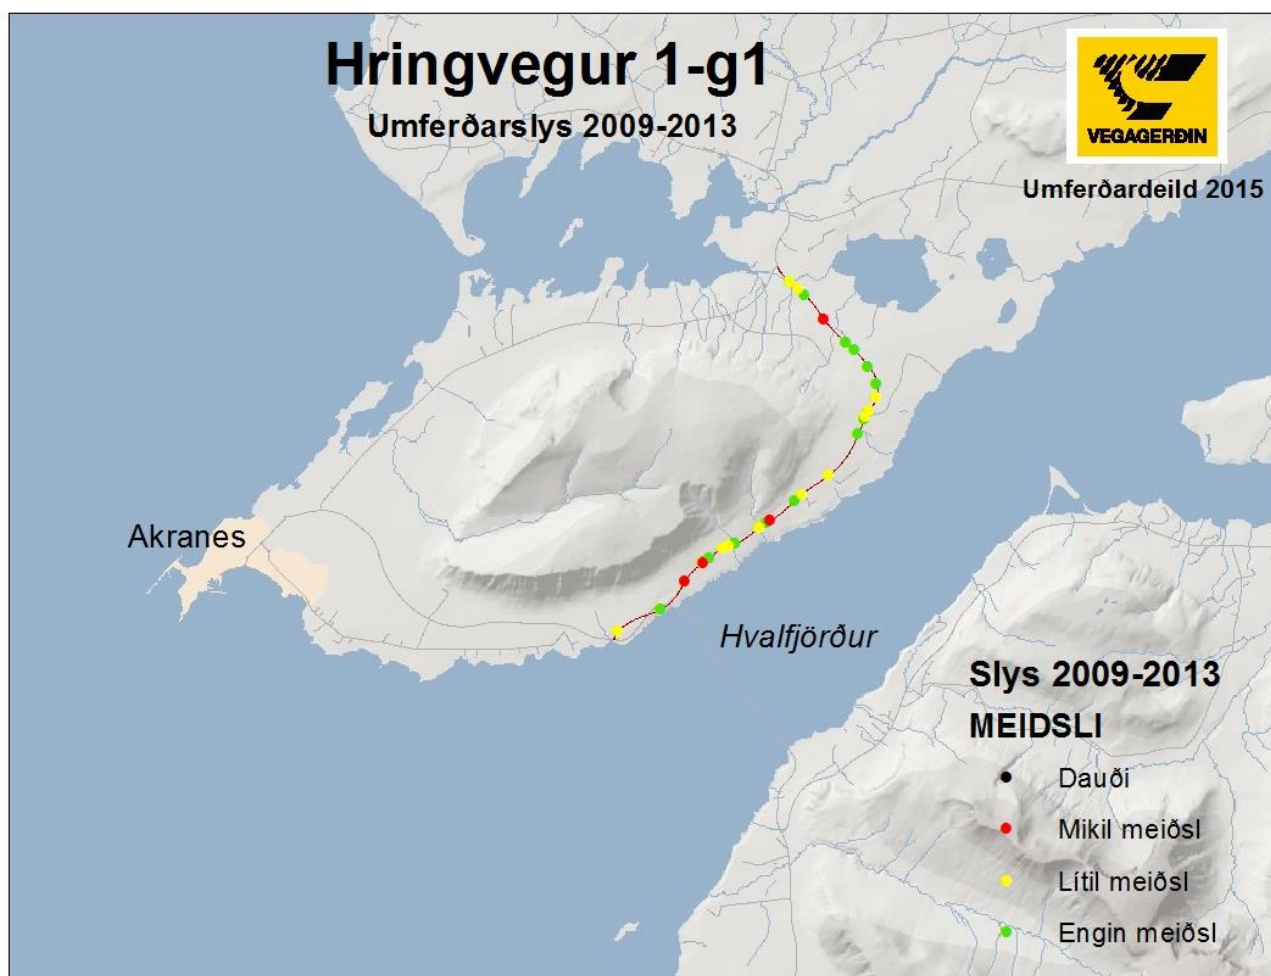 Hringvegur 1-g1
Umferðarslys 2009-2013
VEGAGERÐIN
Umferðardeild 2015
Akranes
Hvalfjörður
Slys 2009-2013
MEIDSLI
Dauði
Mikil meiðsl
Lítil meiðsl
Engin meiðsl